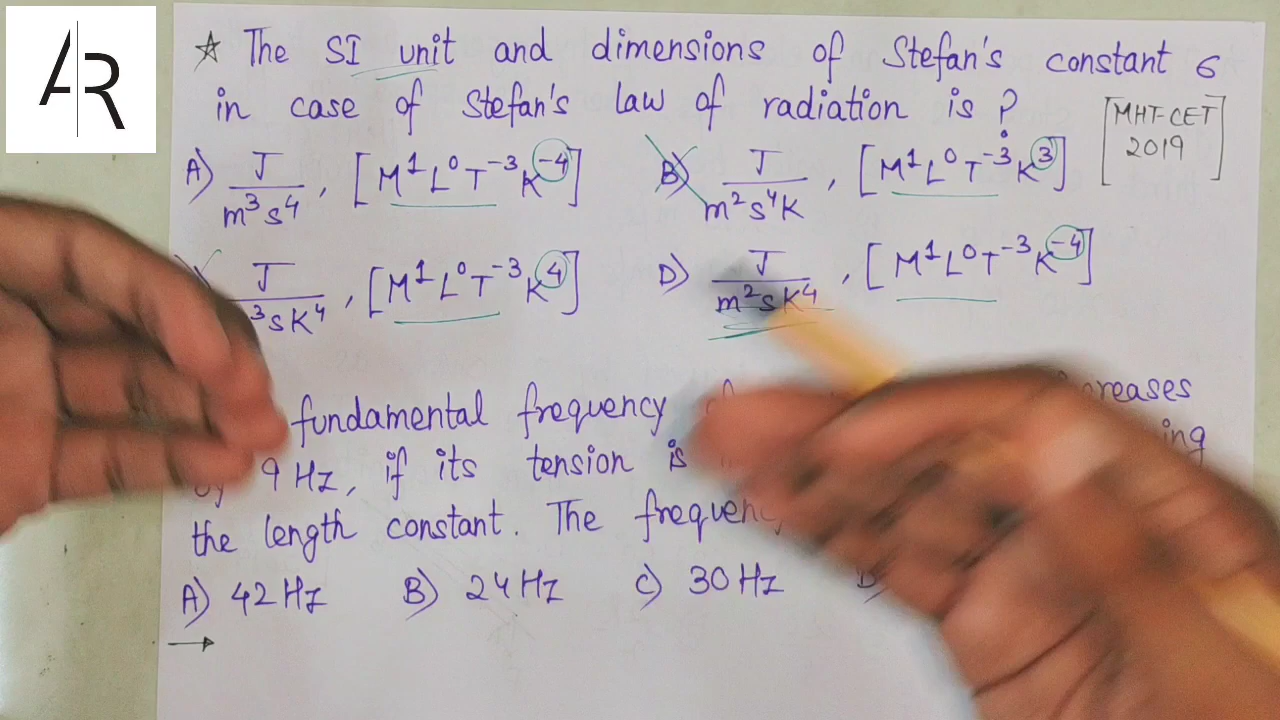 AR
☆ The SI unit and dimensions of Stefan's constant σ
in case of Stefan's law of radiation is ?
[MHT-CET 2019]
A) J/m³s⁴ , [M¹L⁰T⁻³K⁻⁴] B) J/m²s⁴K , [M¹L⁰T⁻³K³]
J/³sK⁴ , [M¹L⁰T⁻³K⁴] D) J/m²sK⁴ , [M¹L⁰T⁻³K⁻⁴]
fundamental frequency
by 9 Hz, if its tension is
the length constant. The
A) 42 Hz B) 24 Hz C) 30 Hz D)
→